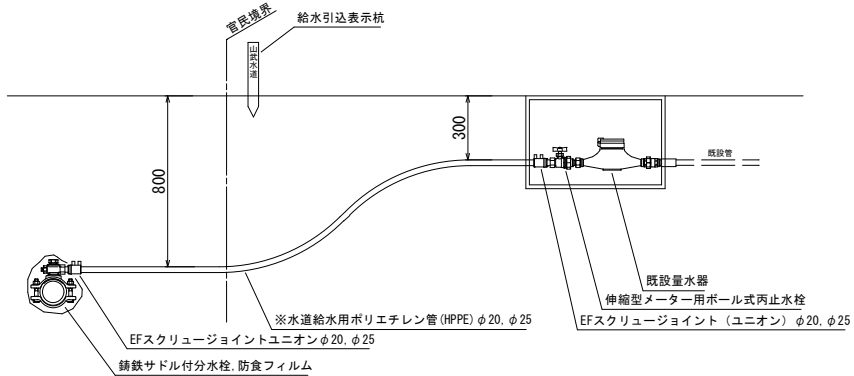 官民境界
給水引込表示杭
山武水道
800
300
既設管
既設量水器
伸縮型メーター用ボール式丙止水栓
※水道給水用ポリエチレン管(HPPE)φ20, φ25
EFスクリュージョイント (ユニオン) φ20, φ25
EFスクリュージョイントユニオンφ20, φ25
鋳鉄サドル付分水栓, 防食フィルム